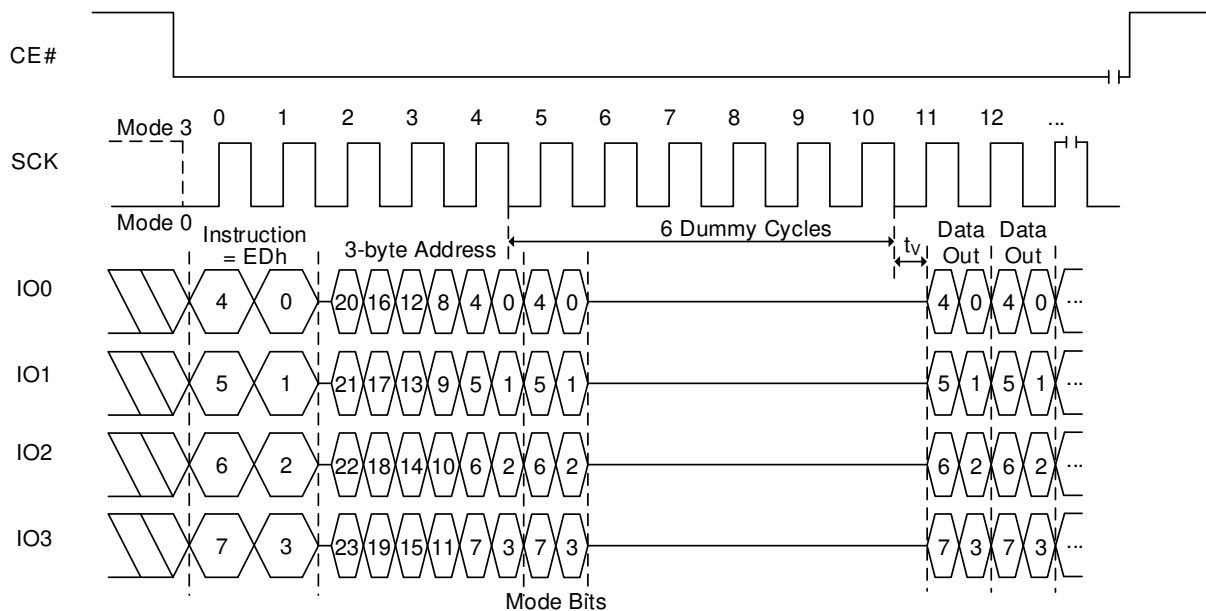 CE#
0 1 2 3 4 5 6 7 8 9 10 11 12 ...
Mode 3
SCK
Mode 0
Instruction
= EDh
3-byte Address
6 Dummy Cycles
tV
Data
Out
Data
Out
IO0 4 0 20 16 12 8 4 0 4 0 4 0 4 0 ...
IO1 5 1 21 17 13 9 5 1 5 1 5 1 5 1 ...
IO2 6 2 22 18 14 10 6 2 6 2 6 2 6 2 ...
IO3 7 3 23 19 15 11 7 3 7 3 7 3 7 3 ...
Mode Bits